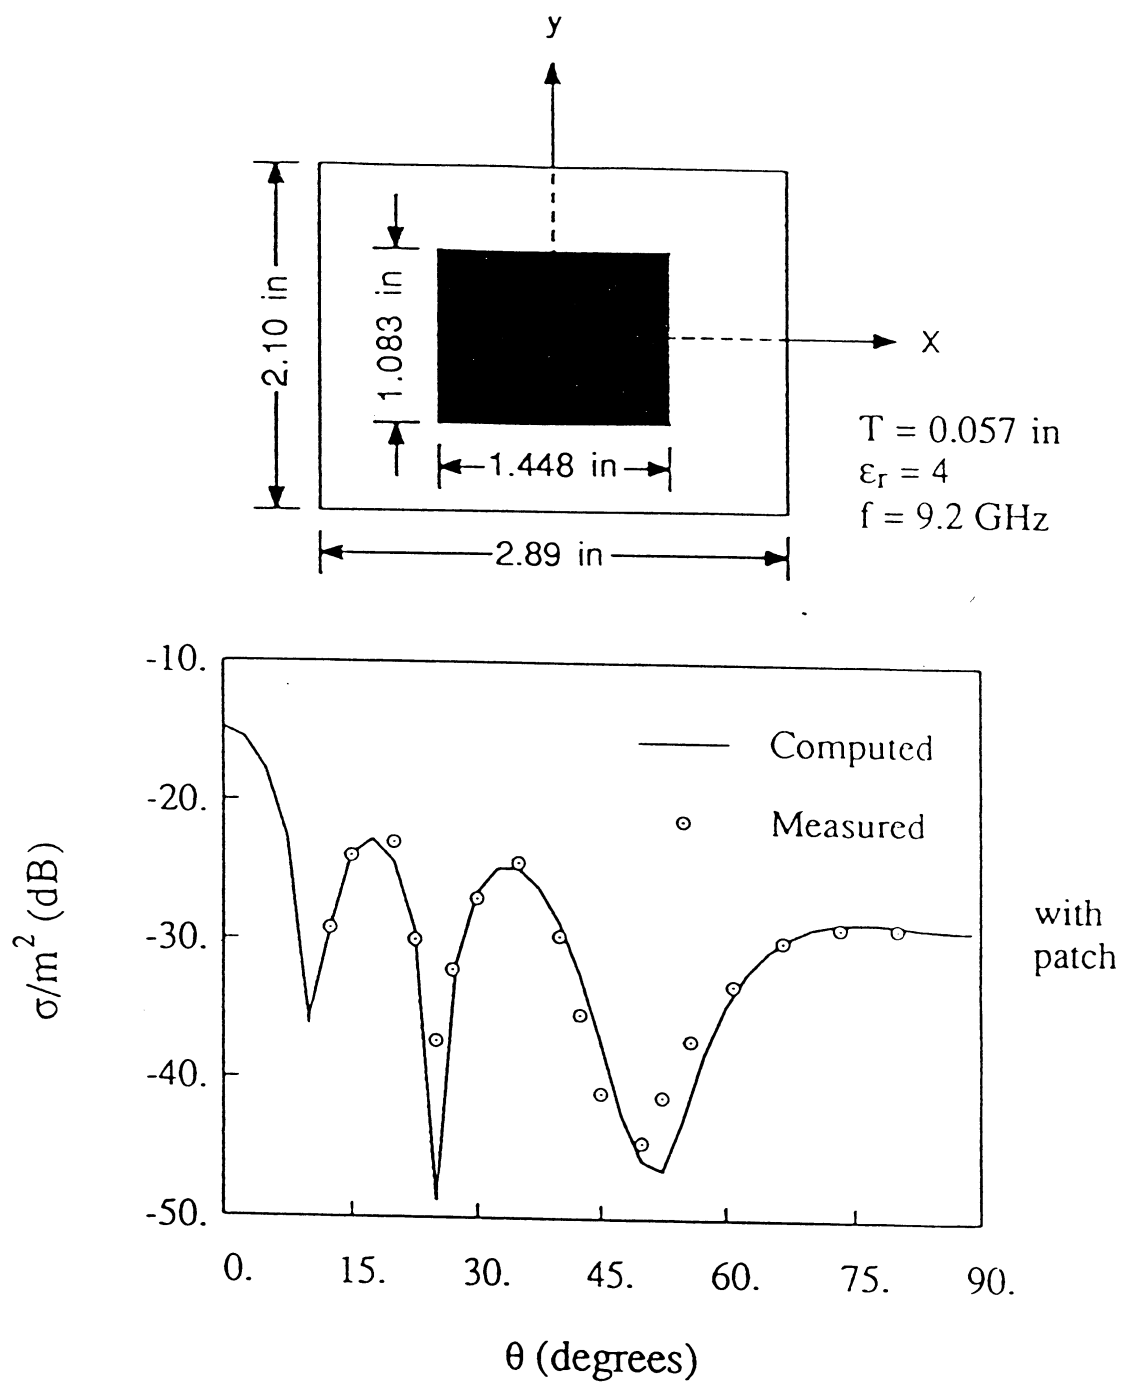 y
2.10 in
1.083 in
X
1.448 in
2.89 in
T = 0.057 in
εr = 4
f = 9.2 GHz
-10.
-20.
-30.
-40.
-50.
σ/m² (dB)
Computed
Measured
with
patch
0. 15. 30. 45. 60. 75. 90.
θ (degrees)